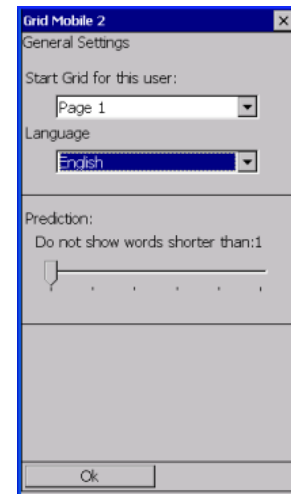 Grid Mobile 2
General Settings
Start Grid for this user:
Page 1
Language
English
Prediction:
Do not show words shorter than:1
Ok